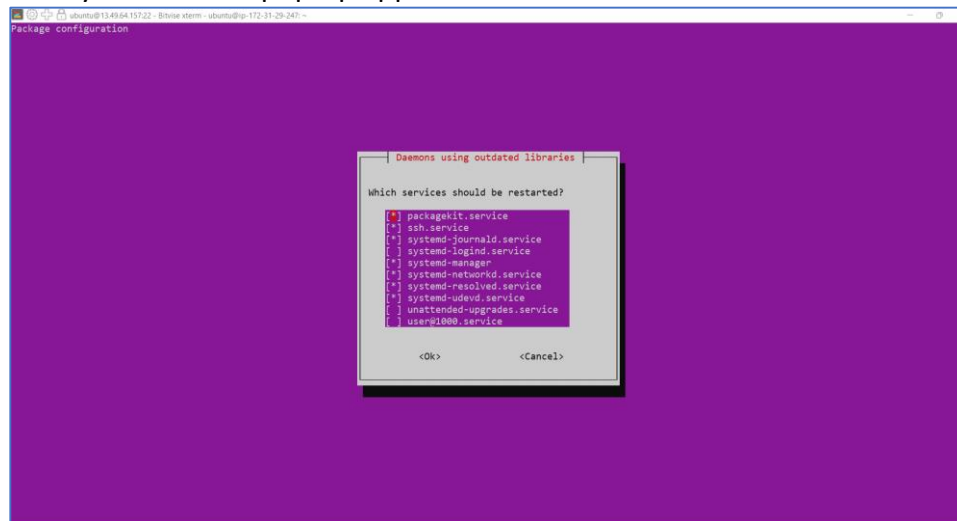 ubuntu@13.49.64.157:22 - Bitvise xterm - ubuntu@ip-172-31-29-247: ~
Package configuration
Daemons using outdated libraries
Which services should be restarted?
[*] packagekit.service
[*] ssh.service
[*] systemd-journald.service
[ ] systemd-logind.service
[*] systemd-manager
[*] systemd-networkd.service
[*] systemd-resolved.service
[*] systemd-udevd.service
[ ] unattended-upgrades.service
[ ] user@1000.service
<Ok> <Cancel>